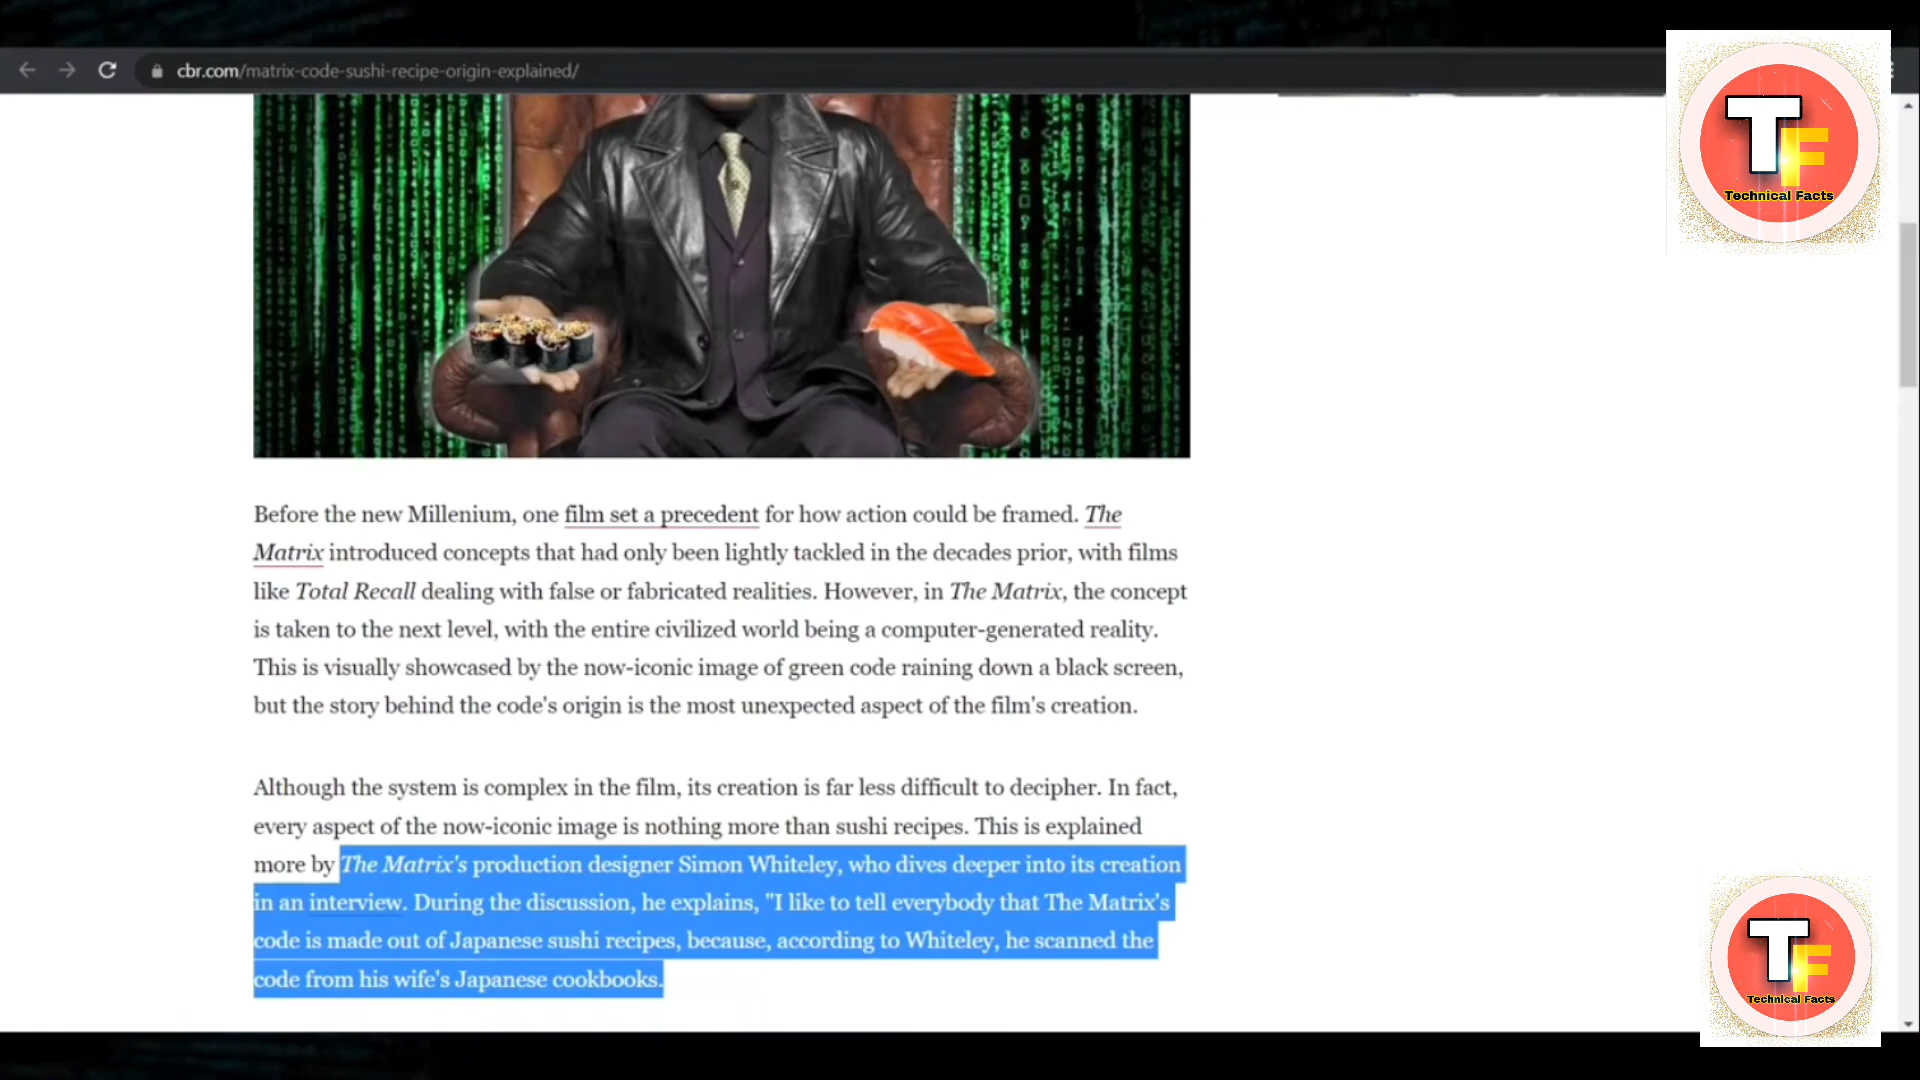 cbr.com/matrix-code-sushi-recipe-origin-explained/
TF
Technical Facts
Before the new Millenium, one film set a precedent for how action could be framed. The
Matrix introduced concepts that had only been lightly tackled in the decades prior, with films
like Total Recall dealing with false or fabricated realities. However, in The Matrix, the concept
is taken to the next level, with the entire civilized world being a computer-generated reality.
This is visually showcased by the now-iconic image of green code raining down a black screen,
but the story behind the code's origin is the most unexpected aspect of the film's creation.
Although the system is complex in the film, its creation is far less difficult to decipher. In fact,
every aspect of the now-iconic image is nothing more than sushi recipes. This is explained
more by The Matrix's production designer Simon Whiteley, who dives deeper into its creation
in an interview. During the discussion, he explains, "I like to tell everybody that The Matrix's
code is made out of Japanese sushi recipes, because, according to Whiteley, he scanned the
code from his wife's Japanese cookbooks.
TF
Technical Facts